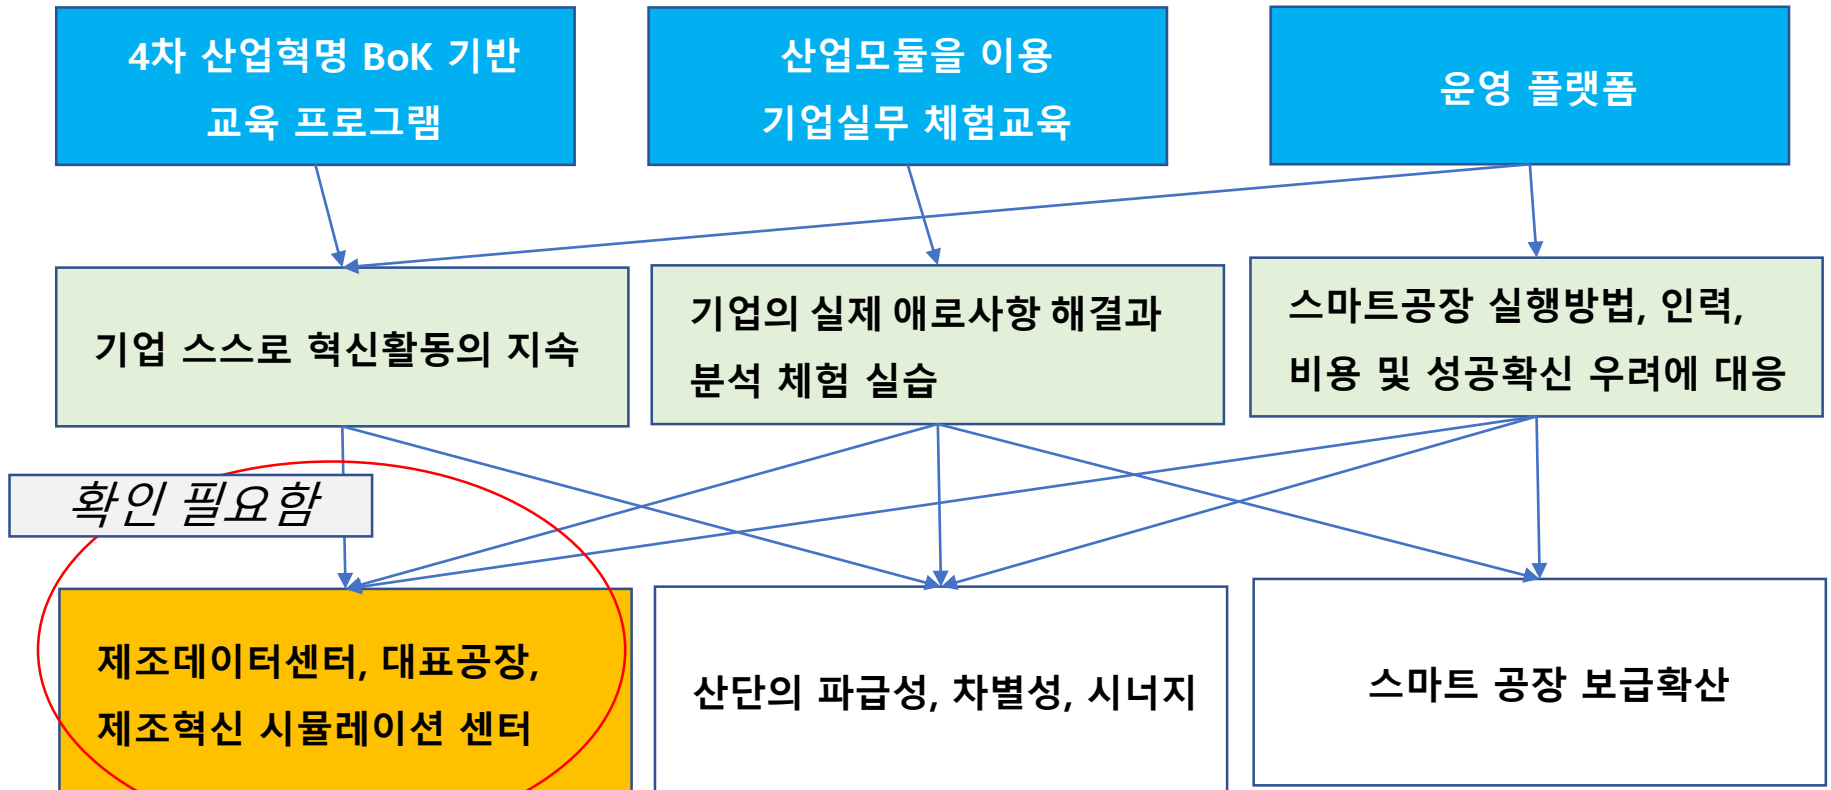 4차 산업혁명 BoK 기반
교육 프로그램
산업모듈을 이용
기업실무 체험교육
운영 플랫폼
기업 스스로 혁신활동의 지속
기업의 실제 애로사항 해결과
분석 체험 실습
스마트공장 실행방법, 인력,
비용 및 성공확신 우려에 대응
확인 필요함
제조데이터센터, 대표공장,
제조혁신 시뮬레이션 센터
산단의 파급성, 차별성, 시너지
스마트 공장 보급확산